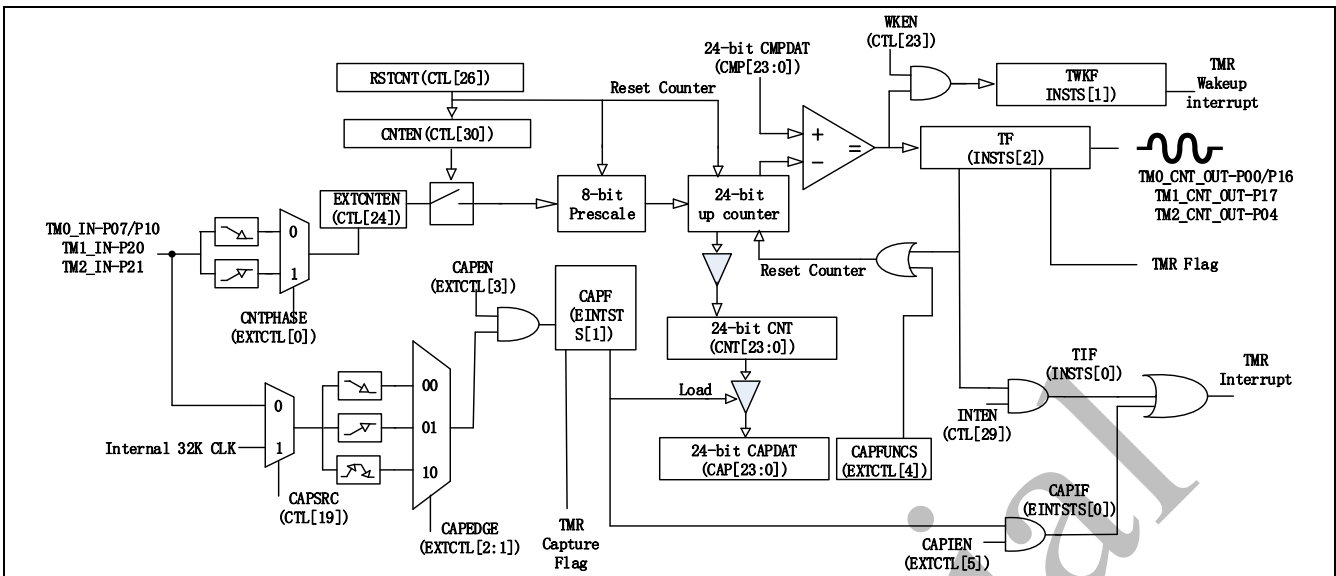 WKEN
(CTL[23])
24-bit CMPDAT
(CMP[23:0])
RSTCNT(CTL[26])
Reset Counter
TWKF
INSTS[1]
TMR
Wakeup
interrupt
CNTEN(CTL[30])
+
−
=
TF
(INSTS[2])
EXTCNTEN
(CTL[24])
8-bit
Prescale
24-bit
up counter
TM0_CNT_OUT-P00/P16
TM1_CNT_OUT-P17
TM2_CNT_OUT-P04
TM0_IN-P07/P10
TM1_IN-P20
TM2_IN-P21
0
1
CAPEN
(EXTCTL[3])
CAPF
(EINTST
S[1])
Reset Counter
TMR Flag
CNTPHASE
(EXTCTL[0])
24-bit CNT
(CNT[23:0])
TIF
(INSTS[0])
TMR
Interrupt
00
01
10
Load
0
1
Internal 32K CLK
INTEN
(CTL[29])
24-bit CAPDAT
(CAP[23:0])
CAPFUNCS
(EXTCTL[4])
CAPSRC
(CTL[19])
CAPEDGE
(EXTCTL[2:1])
TMR
Capture
Flag
CAPIF
(EINTSTS[0])
CAPIEN
(EXTCTL[5])